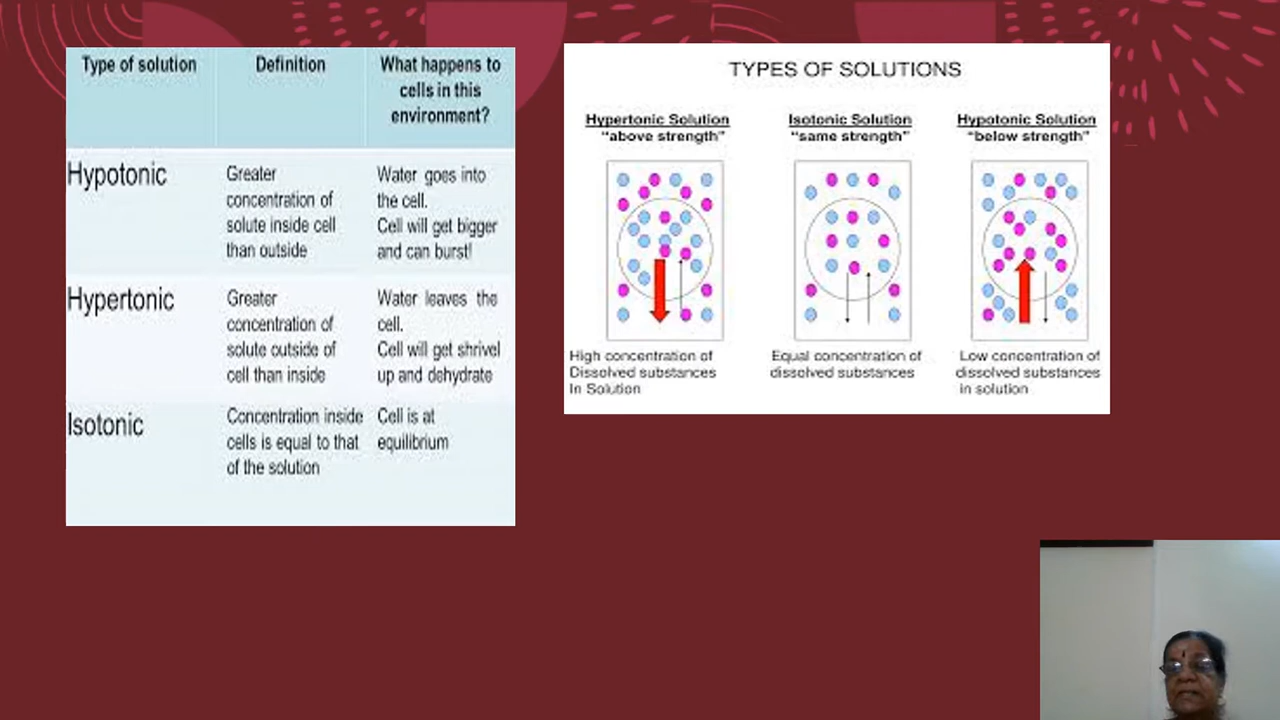 Type of solution
Definition
What happens to
cells in this
environment?
Hypotonic
Greater
concentration of
solute inside cell
than outside
Water goes into
the cell.
Cell will get bigger
and can burst!
Hypertonic
Greater
concentration of
solute outside of
cell than inside
Water leaves the
cell.
Cell will get shrivel
up and dehydrate
Isotonic
Concentration inside
cells is equal to that
of the solution
Cell is at
equilibrium
TYPES OF SOLUTIONS
Hypertonic Solution
"above strength"
Isotonic Solution
"same strength"
Hypotonic Solution
"below strength"
High concentration of
Dissolved substances
In Solution
Equal concentration of
dissolved substances
Low concentration of
dissolved substances
in solution